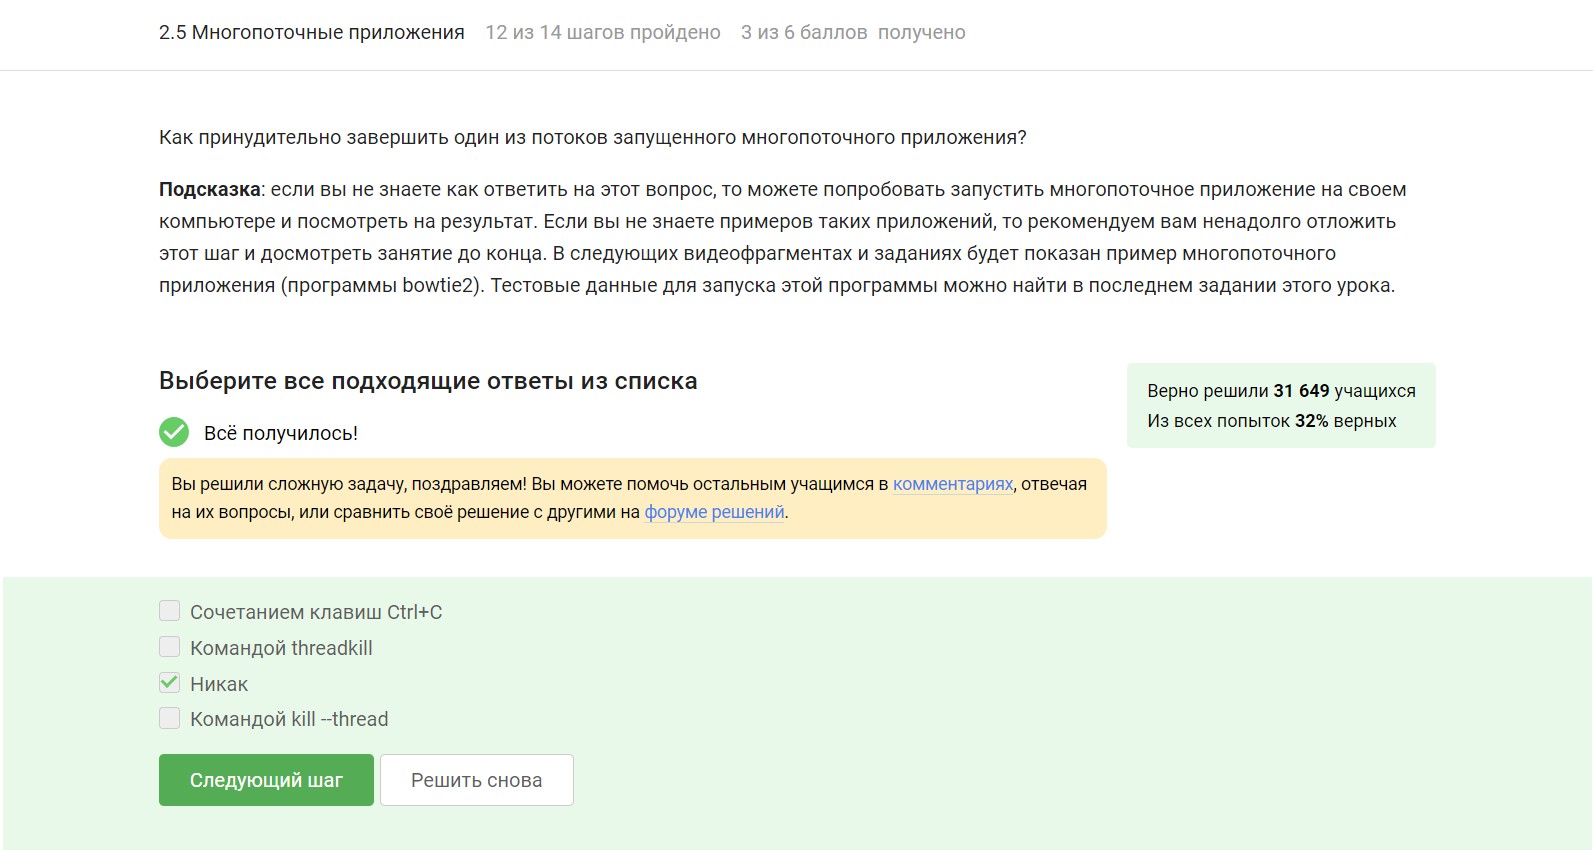 2.5 Многопоточные приложения 12 из 14 шагов пройдено 3 из 6 баллов получено
Как принудительно завершить один из потоков запущенного многопоточного приложения?
Подсказка: если вы не знаете как ответить на этот вопрос, то можете попробовать запустить многопоточное приложение на своем
компьютере и посмотреть на результат. Если вы не знаете примеров таких приложений, то рекомендуем вам ненадолго отложить
этот шаг и досмотреть занятие до конца. В следующих видеофрагментах и заданиях будет показан пример многопоточного
приложения (программы bowtie2). Тестовые данные для запуска этой программы можно найти в последнем задании этого урока.
Выберите все подходящие ответы из списка
Верно решили 31 649 учащихся
Из всех попыток 32% верных
Всё получилось!
Вы решили сложную задачу, поздравляем! Вы можете помочь остальным учащимся в комментариях, отвечая
на их вопросы, или сравнить своё решение с другими на форуме решений.
Сочетанием клавиш Ctrl+C
Командой threadkill
Никак
Командой kill --thread
Следующий шаг
Решить снова